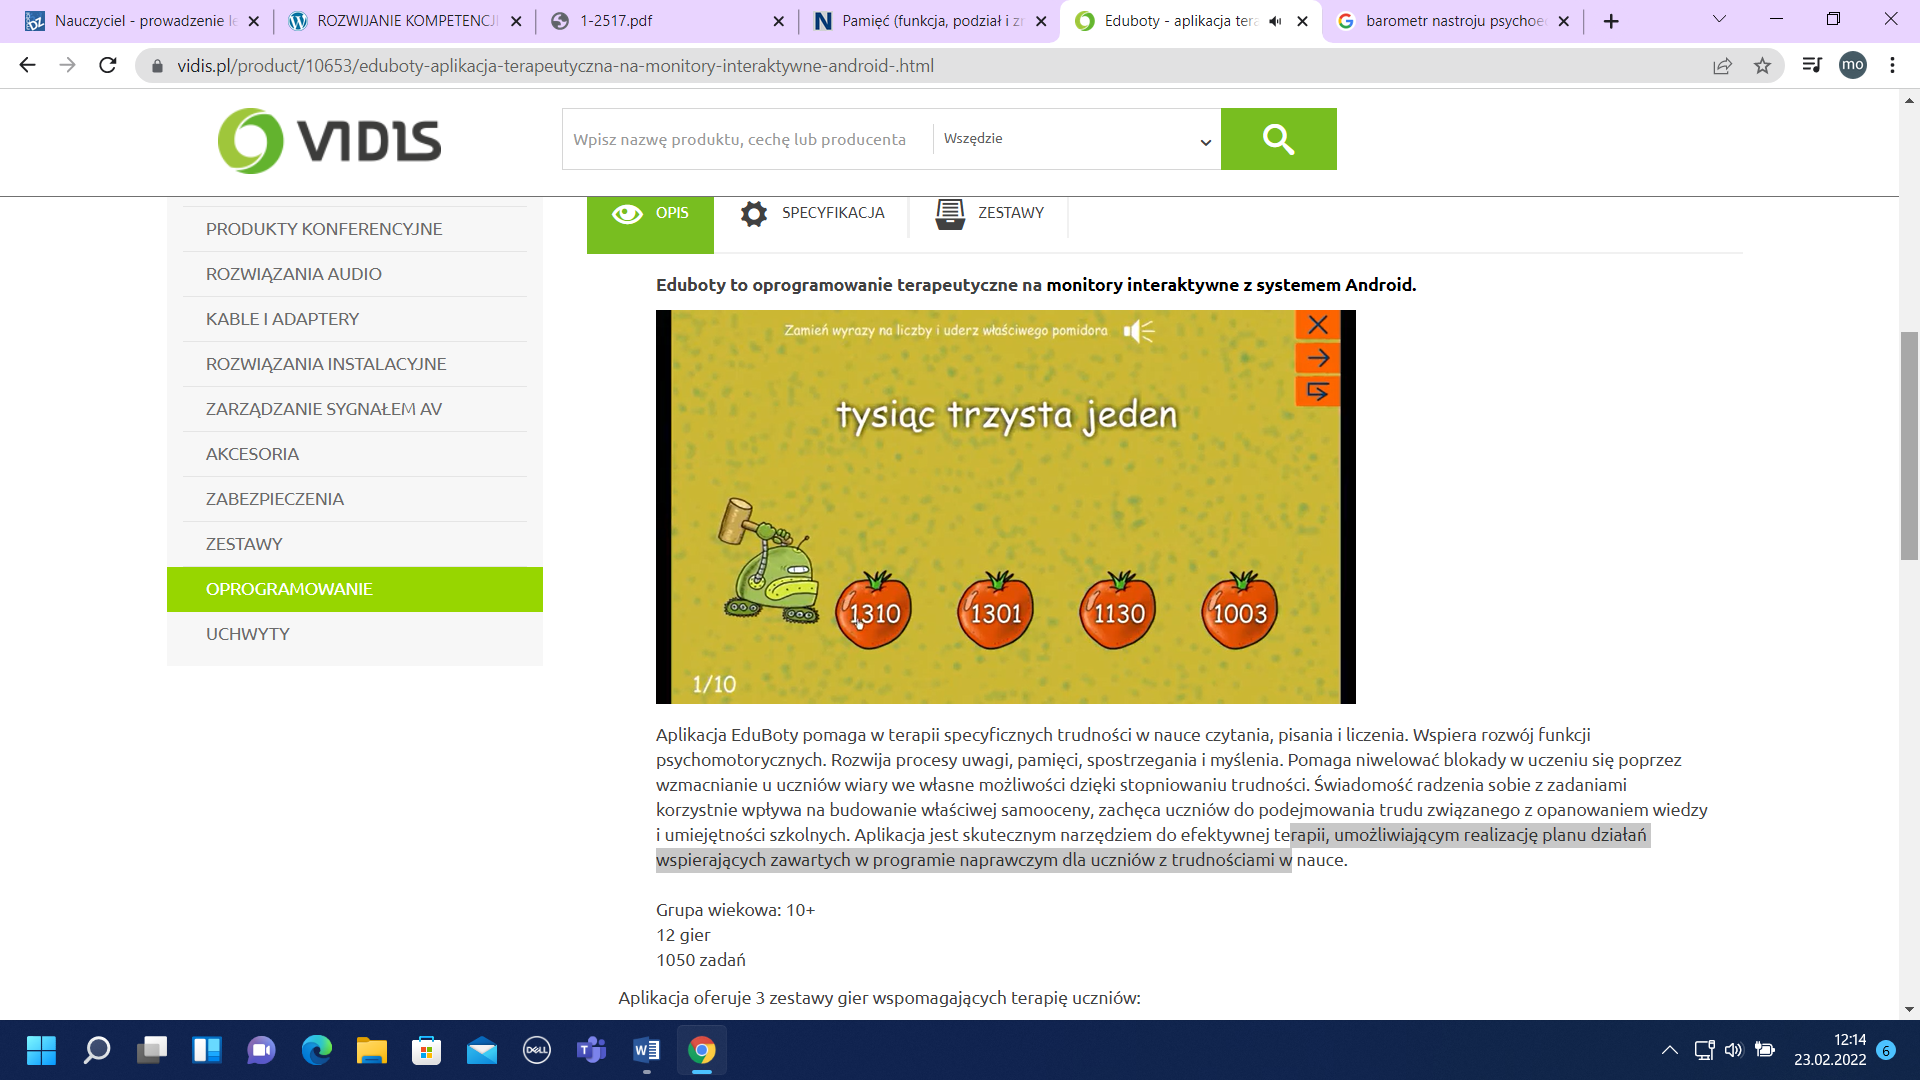 Nauczyciel - prowadzenie le
ROZWIJANIE KOMPETENCJI
1-2517.pdf
Pamięć (funkcja, podział i zn
Eduboty - aplikacja tera
barometr nastroju psychoed
vidis.pl/product/10653/eduboty-aplikacja-terapeutyczna-na-monitory-interaktywne-android-.html
mo
VIDIS
Wpisz nazwę produktu, cechę lub producenta
Wszędzie
PRODUKTY KONFERENCYJNE
ROZWIĄZANIA AUDIO
KABLE I ADAPTERY
ROZWIĄZANIA INSTALACYJNE
ZARZĄDZANIE SYGNAŁEM AV
AKCESORIA
ZABEZPIECZENIA
ZESTAWY
OPROGRAMOWANIE
UCHWYTY
OPIS
SPECYFIKACJA
ZESTAWY
Eduboty to oprogramowanie terapeutyczne na monitory interaktywne z systemem Android.
Zamień wyrazy na liczby i uderz właściwego pomidora
tysiąc trzysta jeden
1310
1301
1130
1003
1/10
Aplikacja EduBoty pomaga w terapii specyficznych trudności w nauce czytania, pisania i liczenia. Wspiera rozwój funkcji
psychomotorycznych. Rozwija procesy uwagi, pamięci, spostrzegania i myślenia. Pomaga niwelować blokady w uczeniu się poprzez
wzmacnianie u uczniów wiary we własne możliwości dzięki stopniowaniu trudności. Świadomość radzenia sobie z zadaniami
korzystnie wpływa na budowanie właściwej samooceny, zachęca uczniów do podejmowania trudu związanego z opanowaniem wiedzy
i umiejętności szkolnych. Aplikacja jest skutecznym narzędziem do efektywnej terapii, umożliwiającym realizację planu działań
wspierających zawartych w programie naprawczym dla uczniów z trudnościami w nauce.
Grupa wiekowa: 10+
12 gier
1050 zadań
Aplikacja oferuje 3 zestawy gier wspomagających terapię uczniów:
DELL
12:14
23.02.2022
6